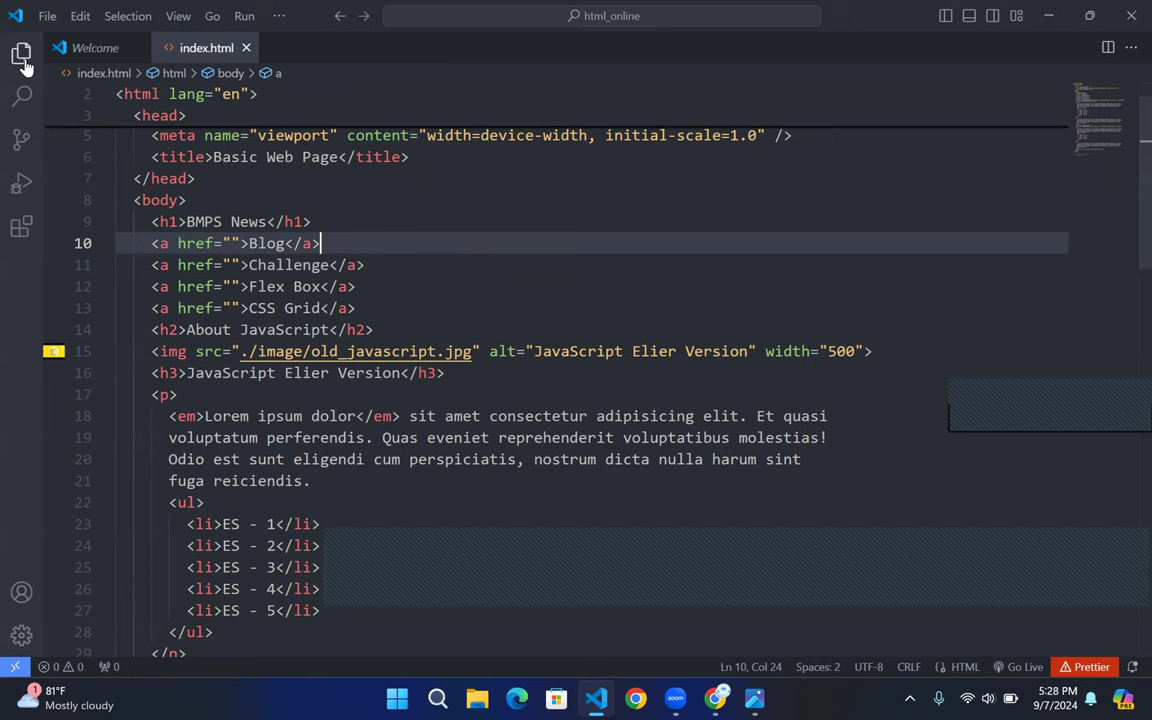 File Edit Selection View Go Run ··· html_online
Welcome index.html
index.html html body a
2 <html lang="en">
3 <head>
5 <meta name="viewport" content="width=device-width, initial-scale=1.0" />
6 <title>Basic Web Page</title>
7 </head>
8 <body>
9 <h1>BMPS News</h1>
10 <a href="">Blog</a>
11 <a href="">Challenge</a>
12 <a href="">Flex Box</a>
13 <a href="">CSS Grid</a>
14 <h2>About JavaScript</h2>
15 <img src="./image/old_javascript.jpg" alt="JavaScript Elier Version" width="500">
16 <h3>JavaScript Elier Version</h3>
17 <p>
18 <em>Lorem ipsum dolor</em> sit amet consectetur adipisicing elit. Et quasi
19 voluptatum perferendis. Quas eveniet reprehenderit voluptatibus molestias!
20 Odio est sunt eligendi cum perspiciatis, nostrum dicta nulla harum sint
21 fuga reiciendis.
22 <ul>
23 <li>ES - 1</li>
24 <li>ES - 2</li>
25 <li>ES - 3</li>
26 <li>ES - 4</li>
27 <li>ES - 5</li>
28 </ul>
29 </p>
0 0 0 Ln 10, Col 24 Spaces: 2 UTF-8 CRLF HTML Go Live Prettier
1 81°F
Mostly cloudy
zoom
5:28 PM
9/7/2024
PRE